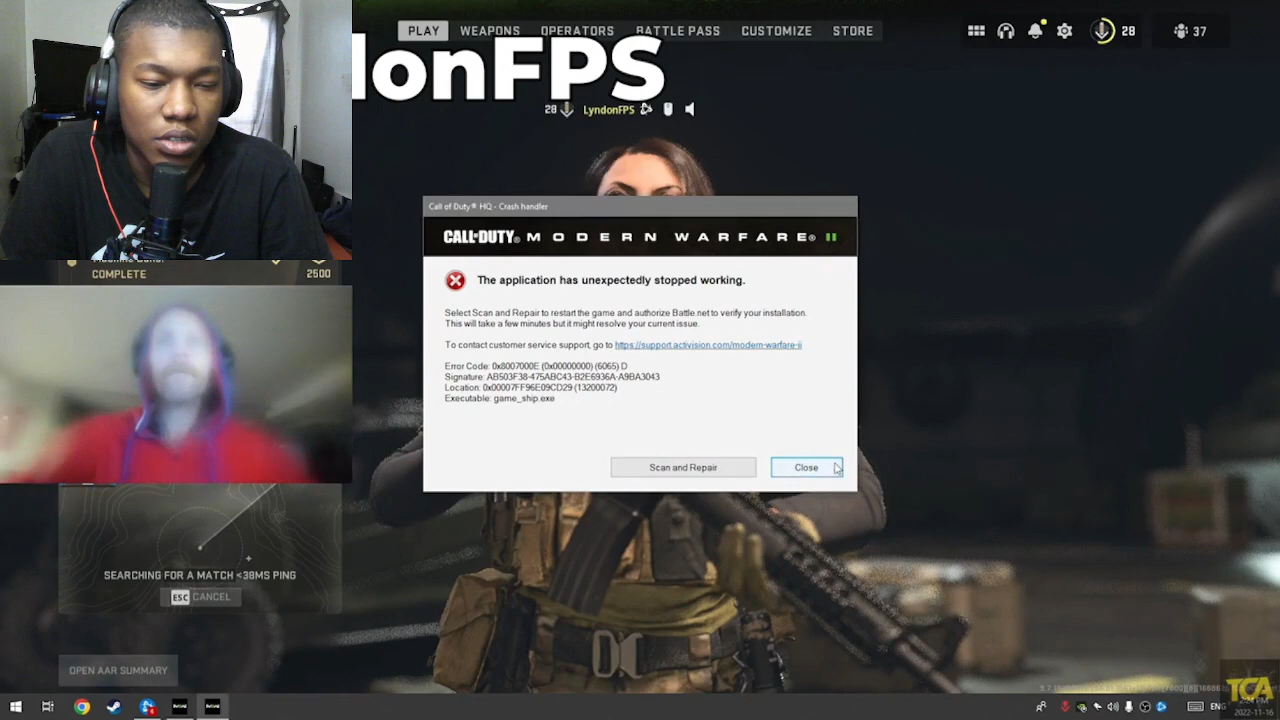 PLAY WEAPONS OPERATORS BATTLE PASS CUSTOMIZE STORE
28
37
donFPS
28 LyndonFPS
Call of Duty® HQ - Crash handler
CALL OF DUTY® MODERN WARFARE® II
The application has unexpectedly stopped working.
Select Scan and Repair to restart the game and authorize Battle.net to verify your installation.
This will take a few minutes but it might resolve your current issue.
To contact customer service support, go to https://support.activision.com/modern-warfare-ii
Error Code: 0x8007000E (0x00000000) (6065) D
Signature: AB503F38-475ABC43-B2E6936A-A9BA3043
Location: 0x00007FF96E09CD29 (13200072)
Executable: game_ship.exe
Scan and Repair Close
COMPLETE 2500
SEARCHING FOR A MATCH <38MS PING
ESC CANCEL
OPEN AAR SUMMARY
TCA
ENG
2022-11-16